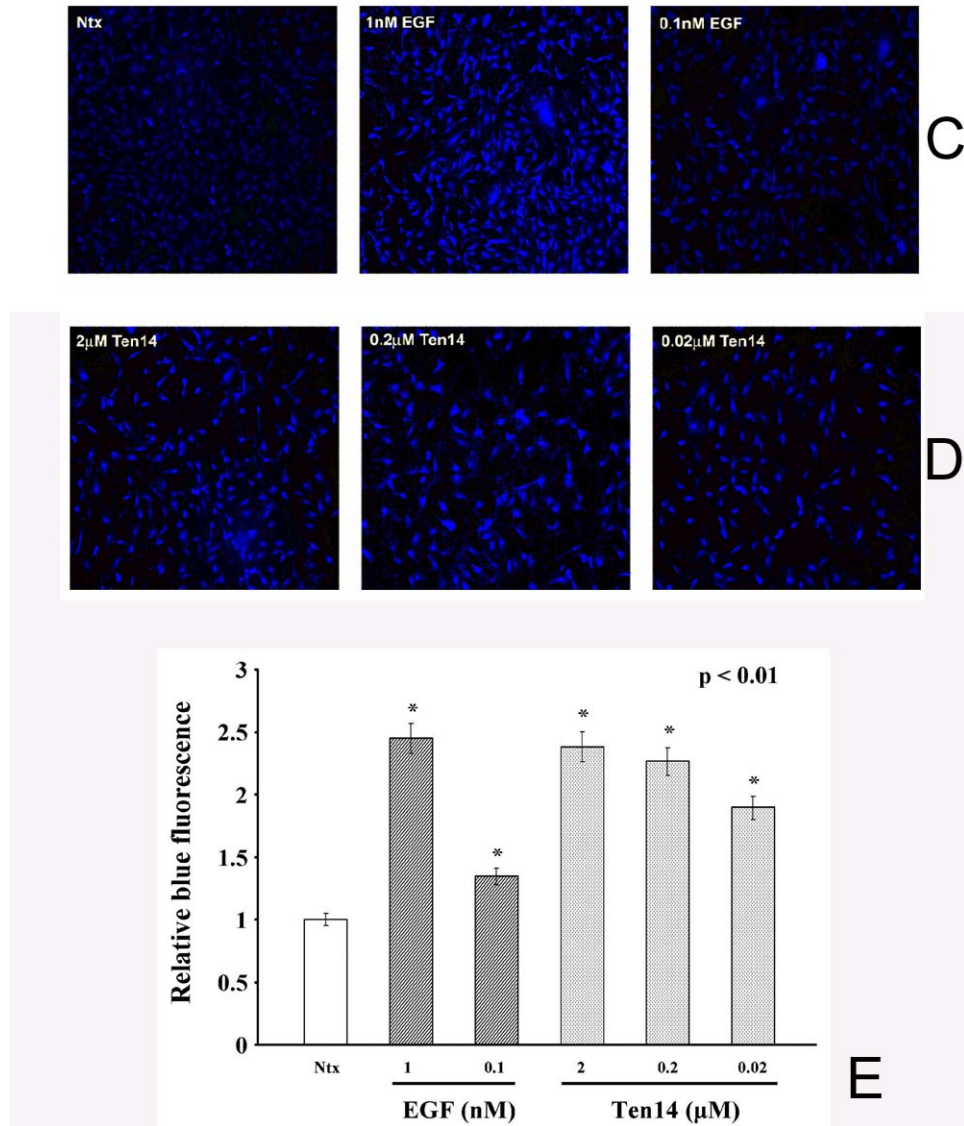 Ntx
1nM EGF
0.1nM EGF
C
2μM Ten14
0.2μM Ten14
0.02μM Ten14
D
p < 0.01
3
2.5
2
1.5
1
0.5
0
Relative blue fluorescence
*
*
*
*
*
Ntx 1 0.1 2 0.2 0.02
EGF (nM) Ten14 (μM)
E